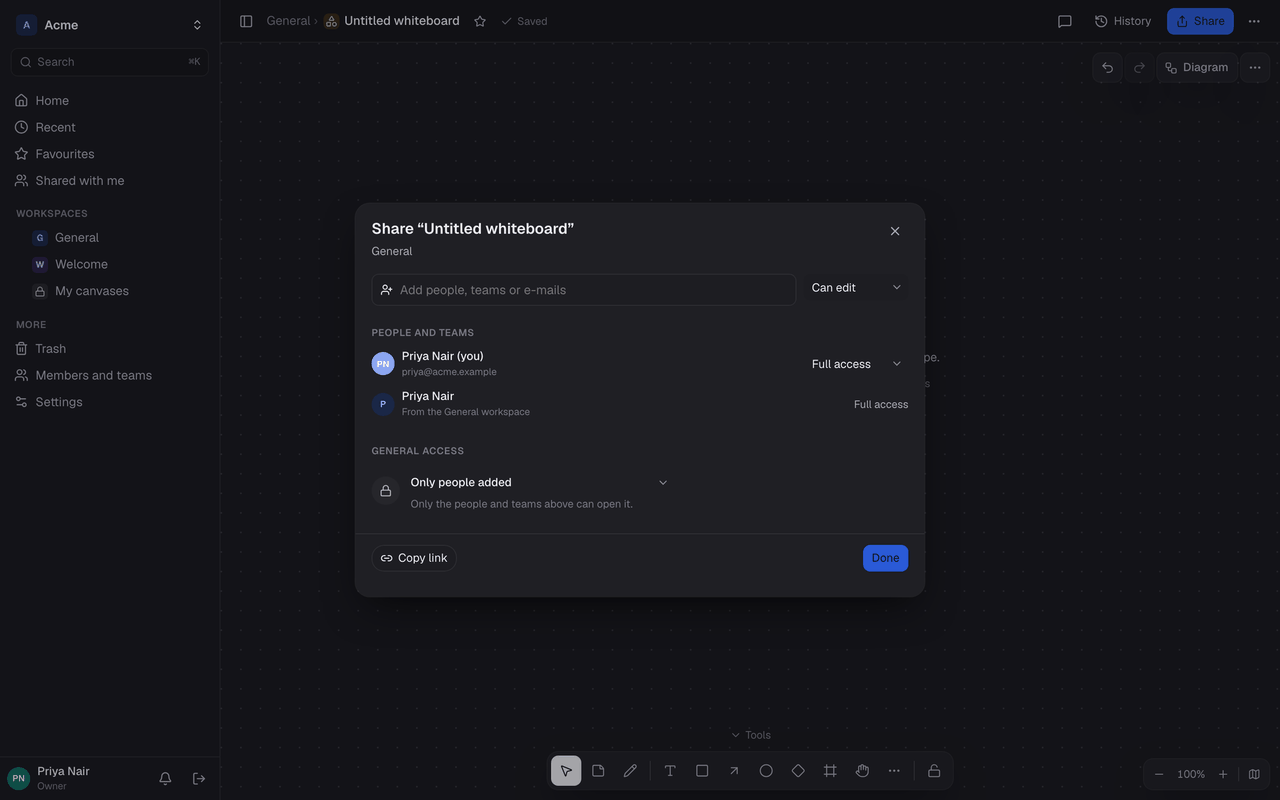 A Acme
Search ⌘K
Home
Recent
Favourites
Shared with me
WORKSPACES
G General
W Welcome
My canvases
MORE
Trash
Members and teams
Settings
PN Priya Nair
Owner
General › Untitled whiteboard Saved
History Share
Diagram
Share “Untitled whiteboard”
General
Add people, teams or e-mails Can edit
PEOPLE AND TEAMS
PN Priya Nair (you) Full access
priya@acme.example
P Priya Nair Full access
From the General workspace
GENERAL ACCESS
Only people added
Only the people and teams above can open it.
Copy link Done
pe.
s
Tools
T
100%